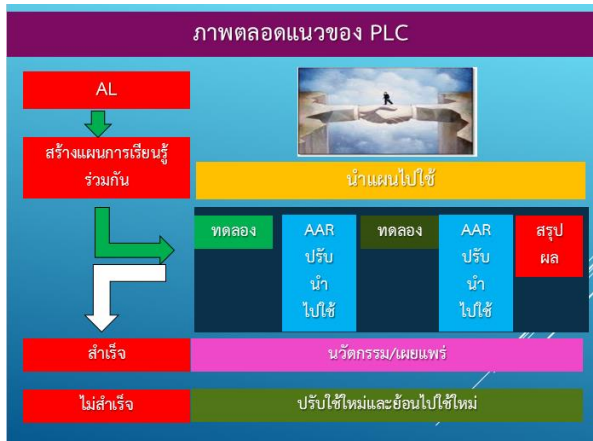 ภาพตลอดแนวของ PLC
AL
สร้างแผนการเรียนรู้
ร่วมกัน
นำแผนไปใช้
ทดลอง
AAR
ปรับ
นำ
ไปใช้
ทดลอง
AAR
ปรับ
นำ
ไปใช้
สรุป
ผล
สำเร็จ
นวัตกรรม/เผยแพร่
ไม่สำเร็จ
ปรับใช้ใหม่และย้อนไปใช้ใหม่